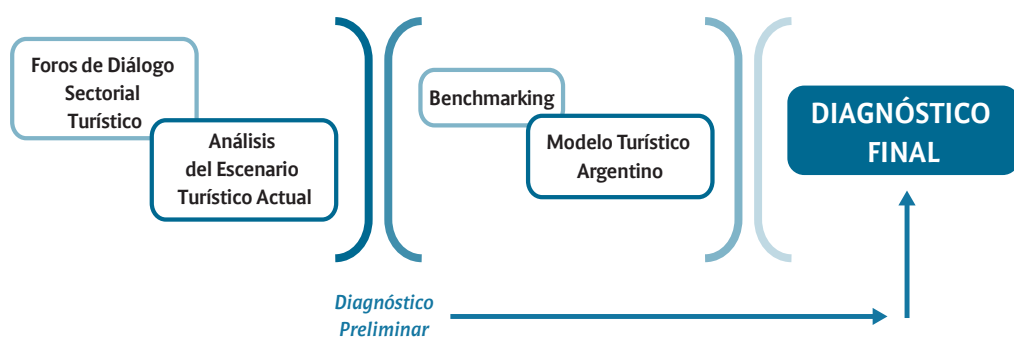 Foros de Diálogo
Sectorial
Turístico
Análisis
del Escenario
Turístico Actual
Benchmarking
Modelo Turístico
Argentino
DIAGNÓSTICO
FINAL
Diagnóstico
Preliminar